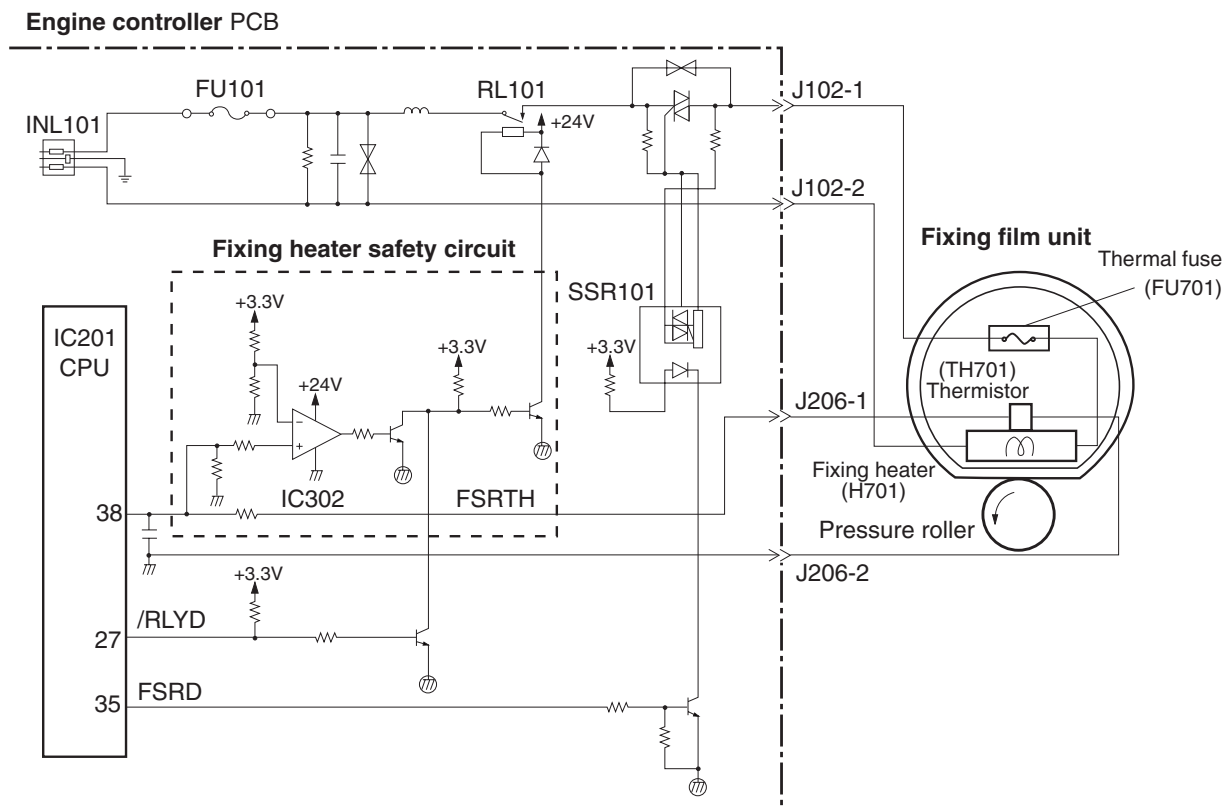 Engine controller PCB
FU101
RL101
+24V
J102-1
INL101
J102-2
Fixing heater safety circuit
Fixing film unit
Thermal fuse
(FU701)
SSR101
+3.3V
IC201
CPU
+3.3V
+3.3V
+24V
(TH701)
Thermistor
J206-1
−
+
Fixing heater
(H701)
38
IC302
FSRTH
Pressure roller
J206-2
+3.3V
/RLYD
27
FSRD
35